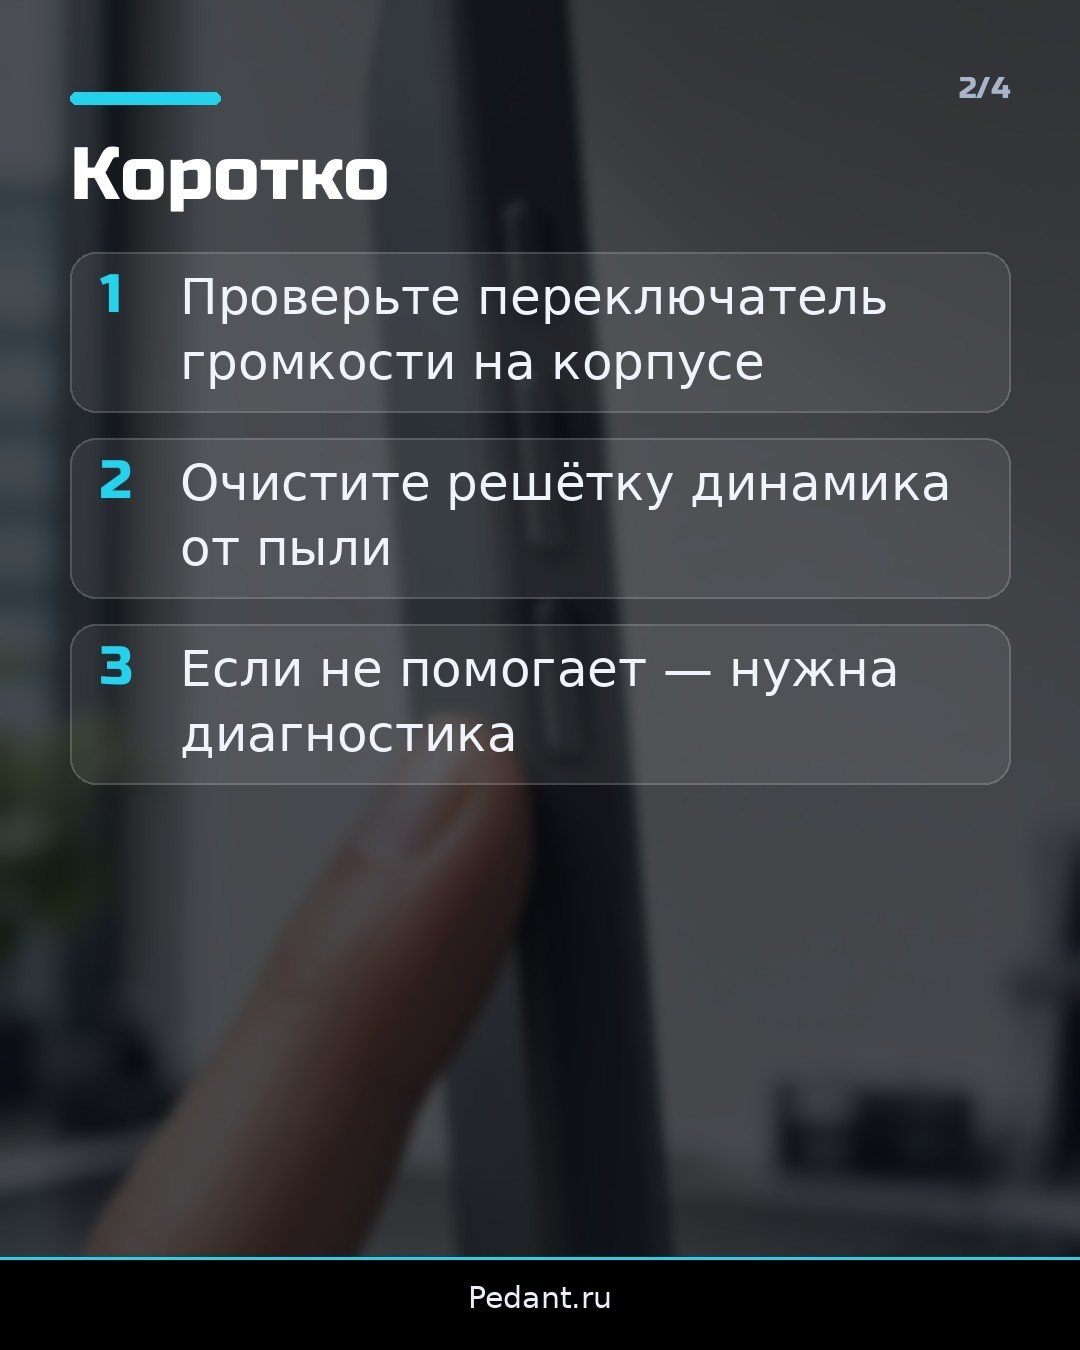 2/4
Коротко
1 Проверьте переключатель
громкости на корпусе
2 Очистите решётку динамика
от пыли
3 Если не помогает — нужна
диагностика
Pedant.ru